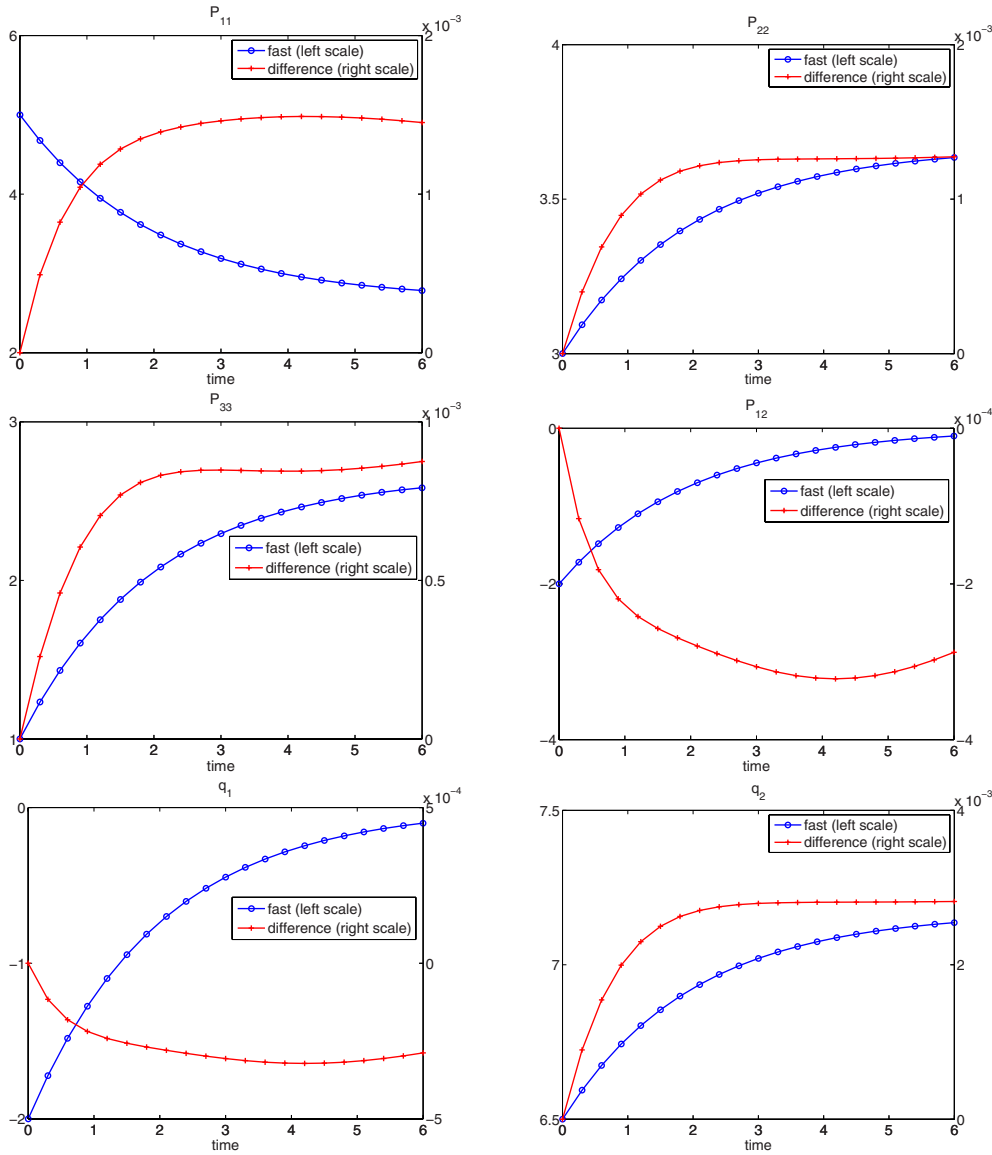 P11
x 10^-3
6
4
2
2
1
0
fast (left scale)
difference (right scale)
0 1 2 3 4 5 6
time
P22
x 10^-3
4
3.5
3
2
1
0
fast (left scale)
difference (right scale)
0 1 2 3 4 5 6
time
P33
x 10^-3
3
2
1
1
0.5
0
fast (left scale)
difference (right scale)
0 1 2 3 4 5 6
time
P12
x 10^-4
0
−2
−4
0
−2
−4
fast (left scale)
difference (right scale)
0 1 2 3 4 5 6
time
q1
x 10^-4
0
−1
−2
5
0
−5
fast (left scale)
difference (right scale)
0 1 2 3 4 5 6
time
q2
x 10^-3
7.5
7
6.5
4
2
0
fast (left scale)
difference (right scale)
0 1 2 3 4 5 6
time